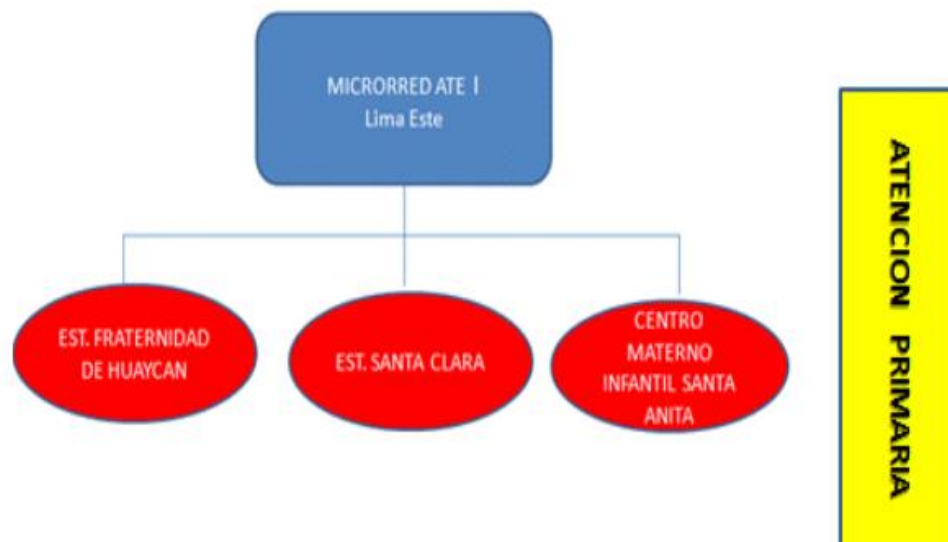 MICRORRED ATE I
Lima Este
EST. FRATERNIDAD
DE HUAYCAN
EST. SANTA CLARA
CENTRO
MATERNO
INFANTIL SANTA
ANITA
ATENCION PRIMARIA